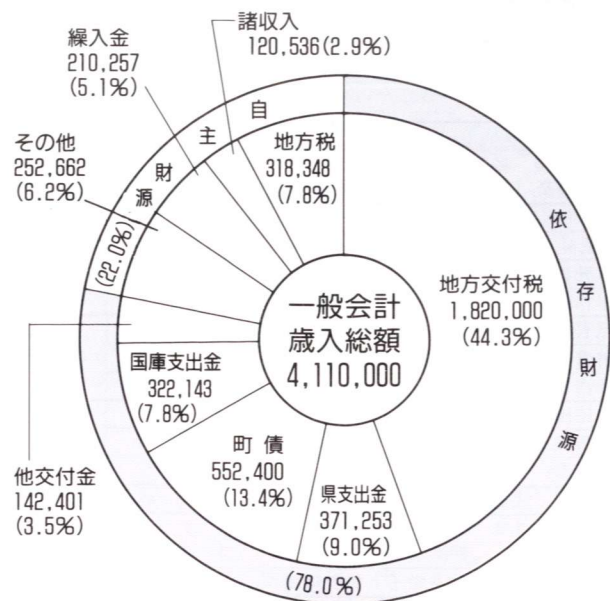 諸収入
120,536(2.9%)
繰入金
210,257
(5.1%)
その他
252,662
(6.2%)
自主財源
(22.0%)
地方税
318,348
(7.8%)
一般会計
歳入総額
4,110,000
地方交付税
1,820,000
(44.3%)
依存財源
(78.0%)
県支出金
371,253
(9.0%)
町債
552,400
(13.4%)
国庫支出金
322,143
(7.8%)
他交付金
142,401
(3.5%)